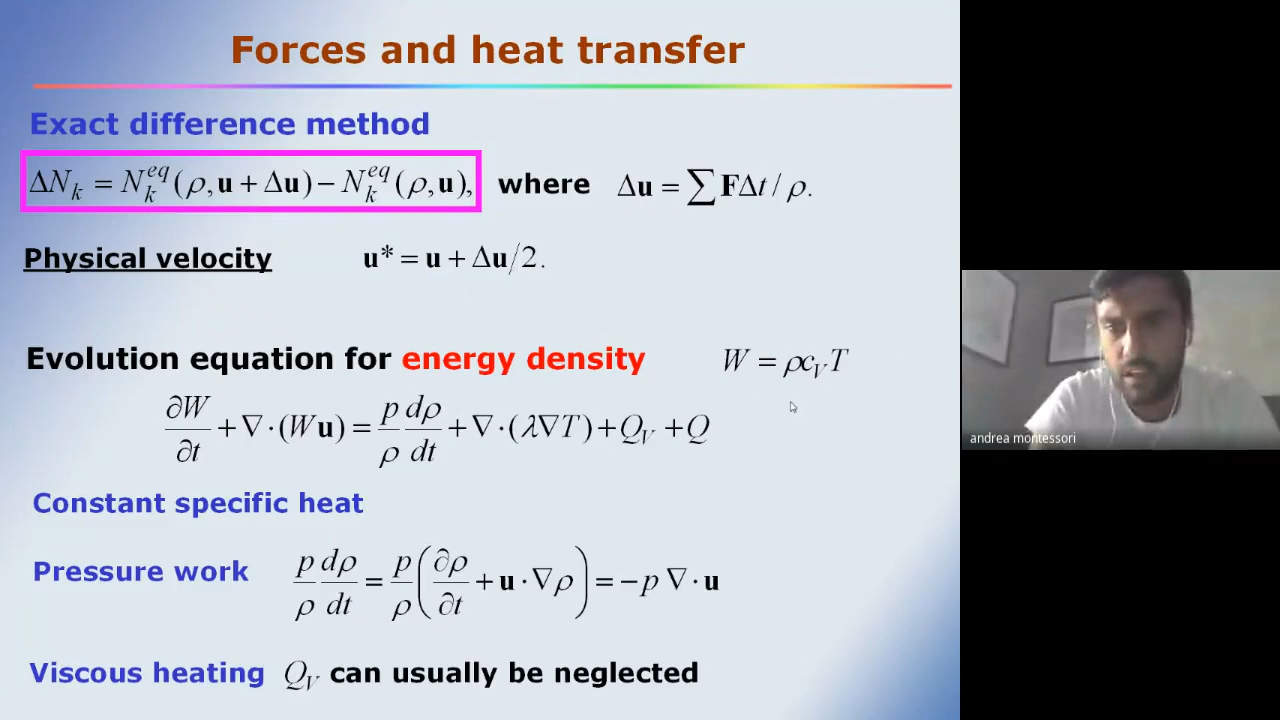 Forces and heat transfer
Exact difference method
ΔN_k = N_k^{eq}(ρ, u + Δu) − N_k^{eq}(ρ, u), where Δu = ∑ FΔt / ρ.
Physical velocity u* = u + Δu/2.
Evolution equation for energy density W = ρc_V T
∂W/∂t + ∇·(Wu) = p/ρ dρ/dt + ∇·(λ∇T) + Q_V + Q
Constant specific heat
Pressure work p/ρ dρ/dt = p/ρ (∂ρ/∂t + u·∇ρ) = −p ∇·u
Viscous heating Q_V can usually be neglected
andrea montessori